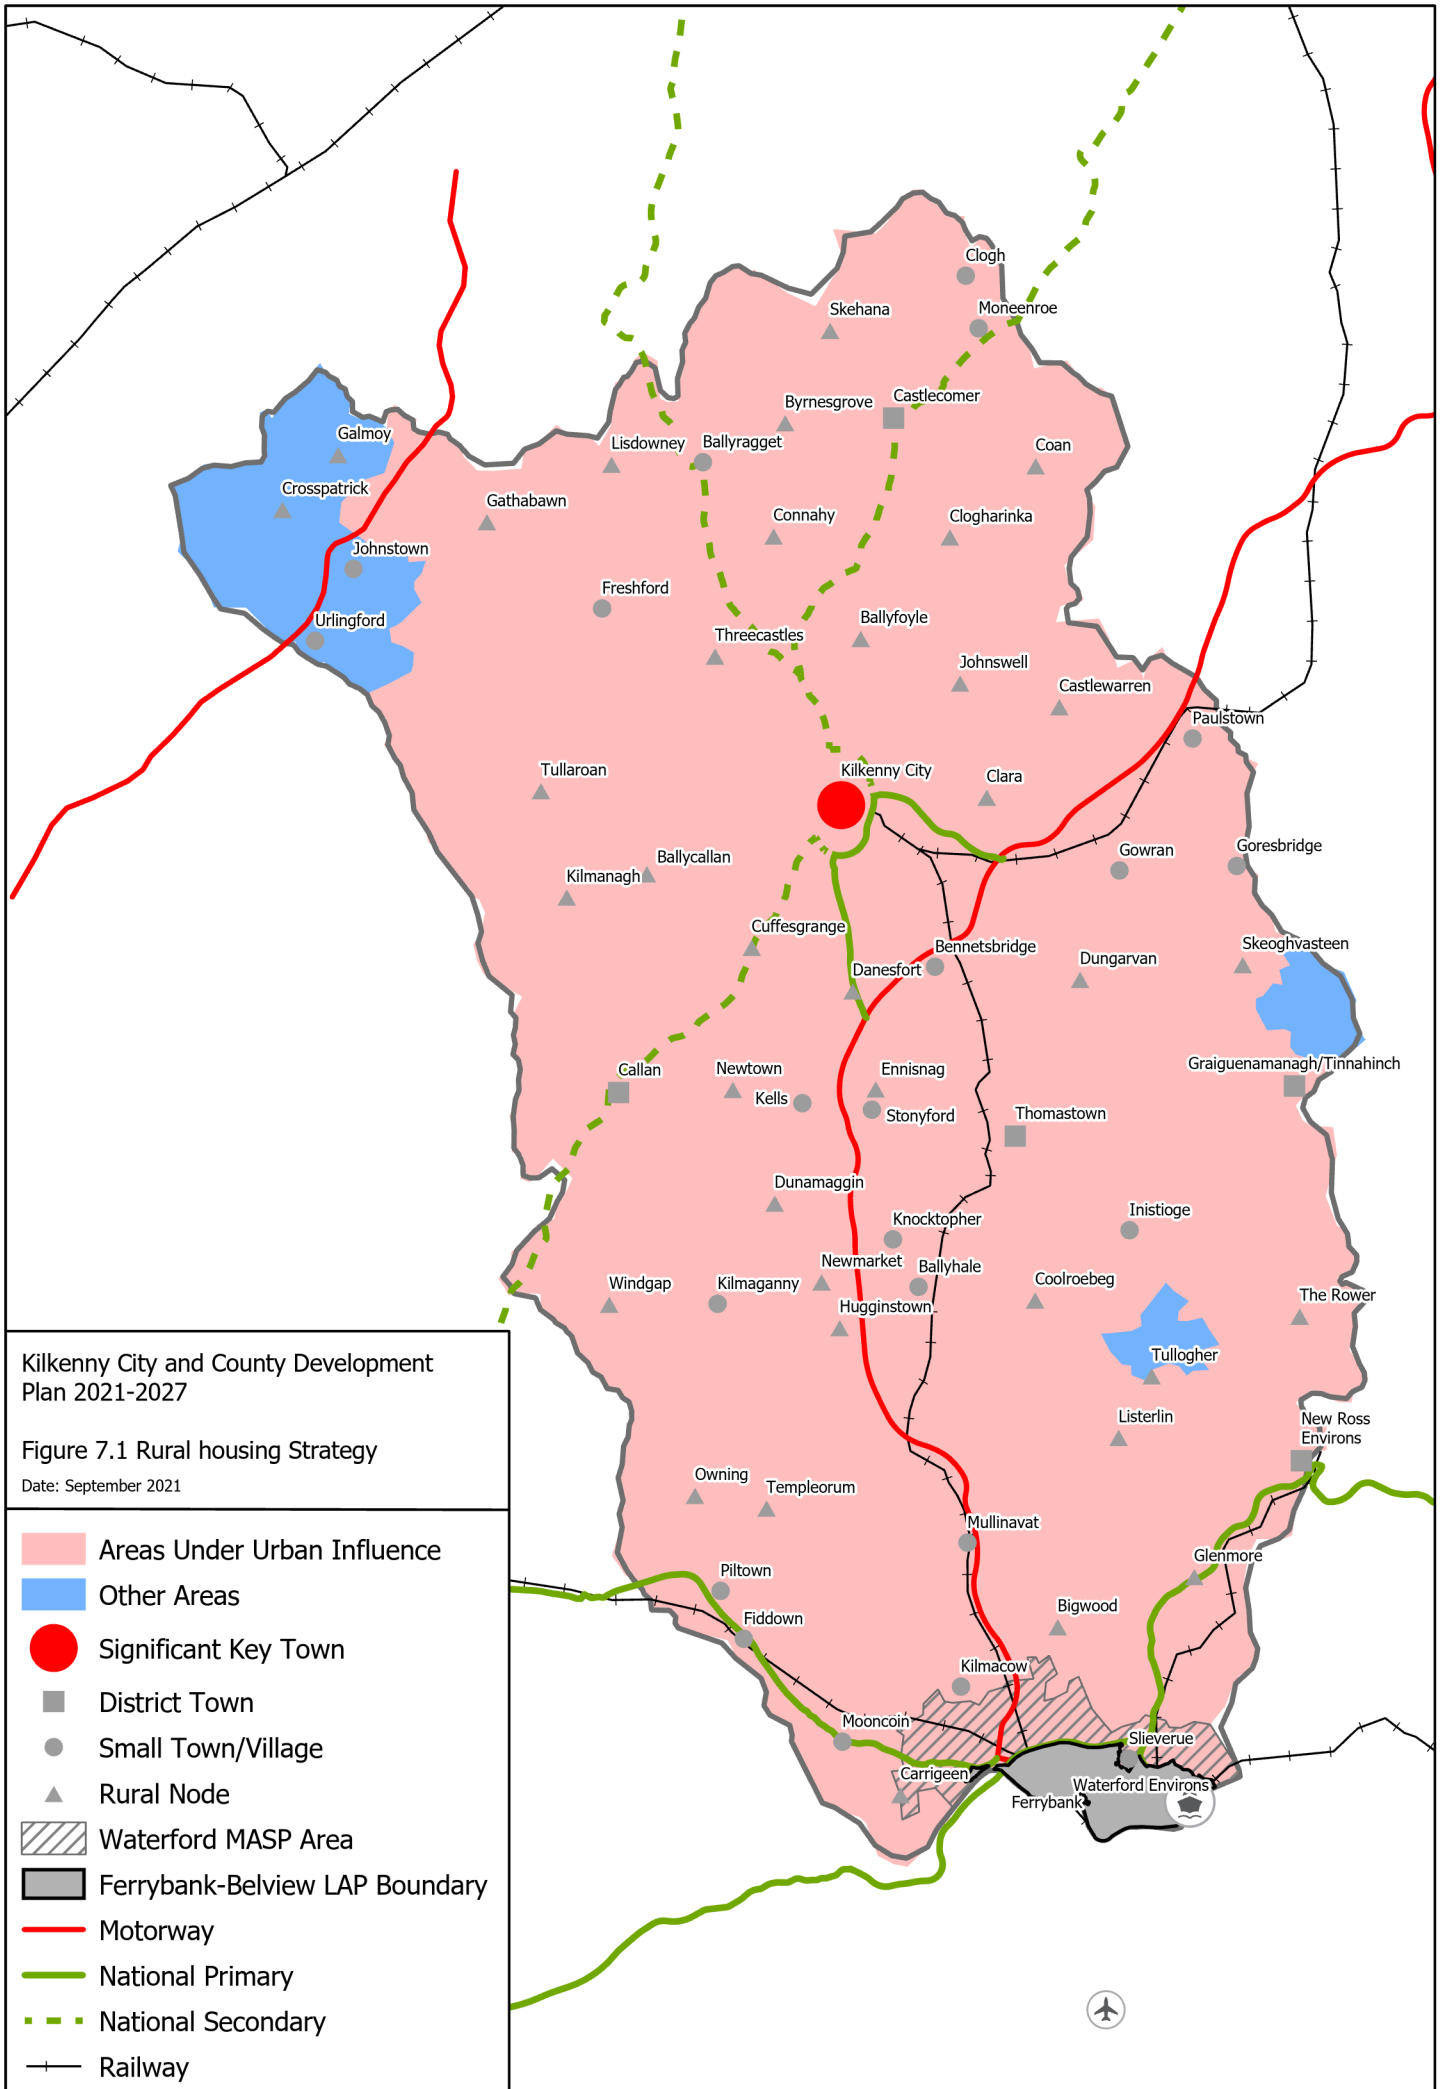 Clogh
Skehana
Moneenroe
Castlecomer
Byrnesgrove
Galmoy
Lisdowney
Ballyragget
Coan
Crosspatrick
Gathabawn
Connahy
Clogharinka
Johnstown
Freshford
Urlingford
Threecastles
Ballyfoyle
Johnswell
Castlewarren
Paulstown
Tullaroan
Kilkenny City
Clara
Ballycallan
Gowran
Goresbridge
Kilmanagh
Cuffesgrange
Bennetsbridge
Skeoghvasteen
Danesfort
Dungarvan
Callan
Newtown
Ennisnag
Graiguenamanagh/Tinnahinch
Kells
Stonyford
Thomastown
Dunamaggin
Knocktopher
Inistioge
Newmarket
Ballyhale
Windgap
Kilmaganny
Coolroebeg
Hugginstown
The Rower
Tullogher
Listerlin
New Ross
Environs
Owning
Templeorum
Mullinavat
Glenmore
Piltown
Fiddown
Bigwood
Kilmacow
Mooncoin
Slieverue
Carrigeen
Waterford Environs
Ferrybank
Kilkenny City and County Development
Plan 2021-2027
Figure 7.1 Rural housing Strategy
Date: September 2021
Areas Under Urban Influence
Other Areas
Significant Key Town
District Town
Small Town/Village
Rural Node
Waterford MASP Area
Ferrybank-Belview LAP Boundary
Motorway
National Primary
National Secondary
Railway